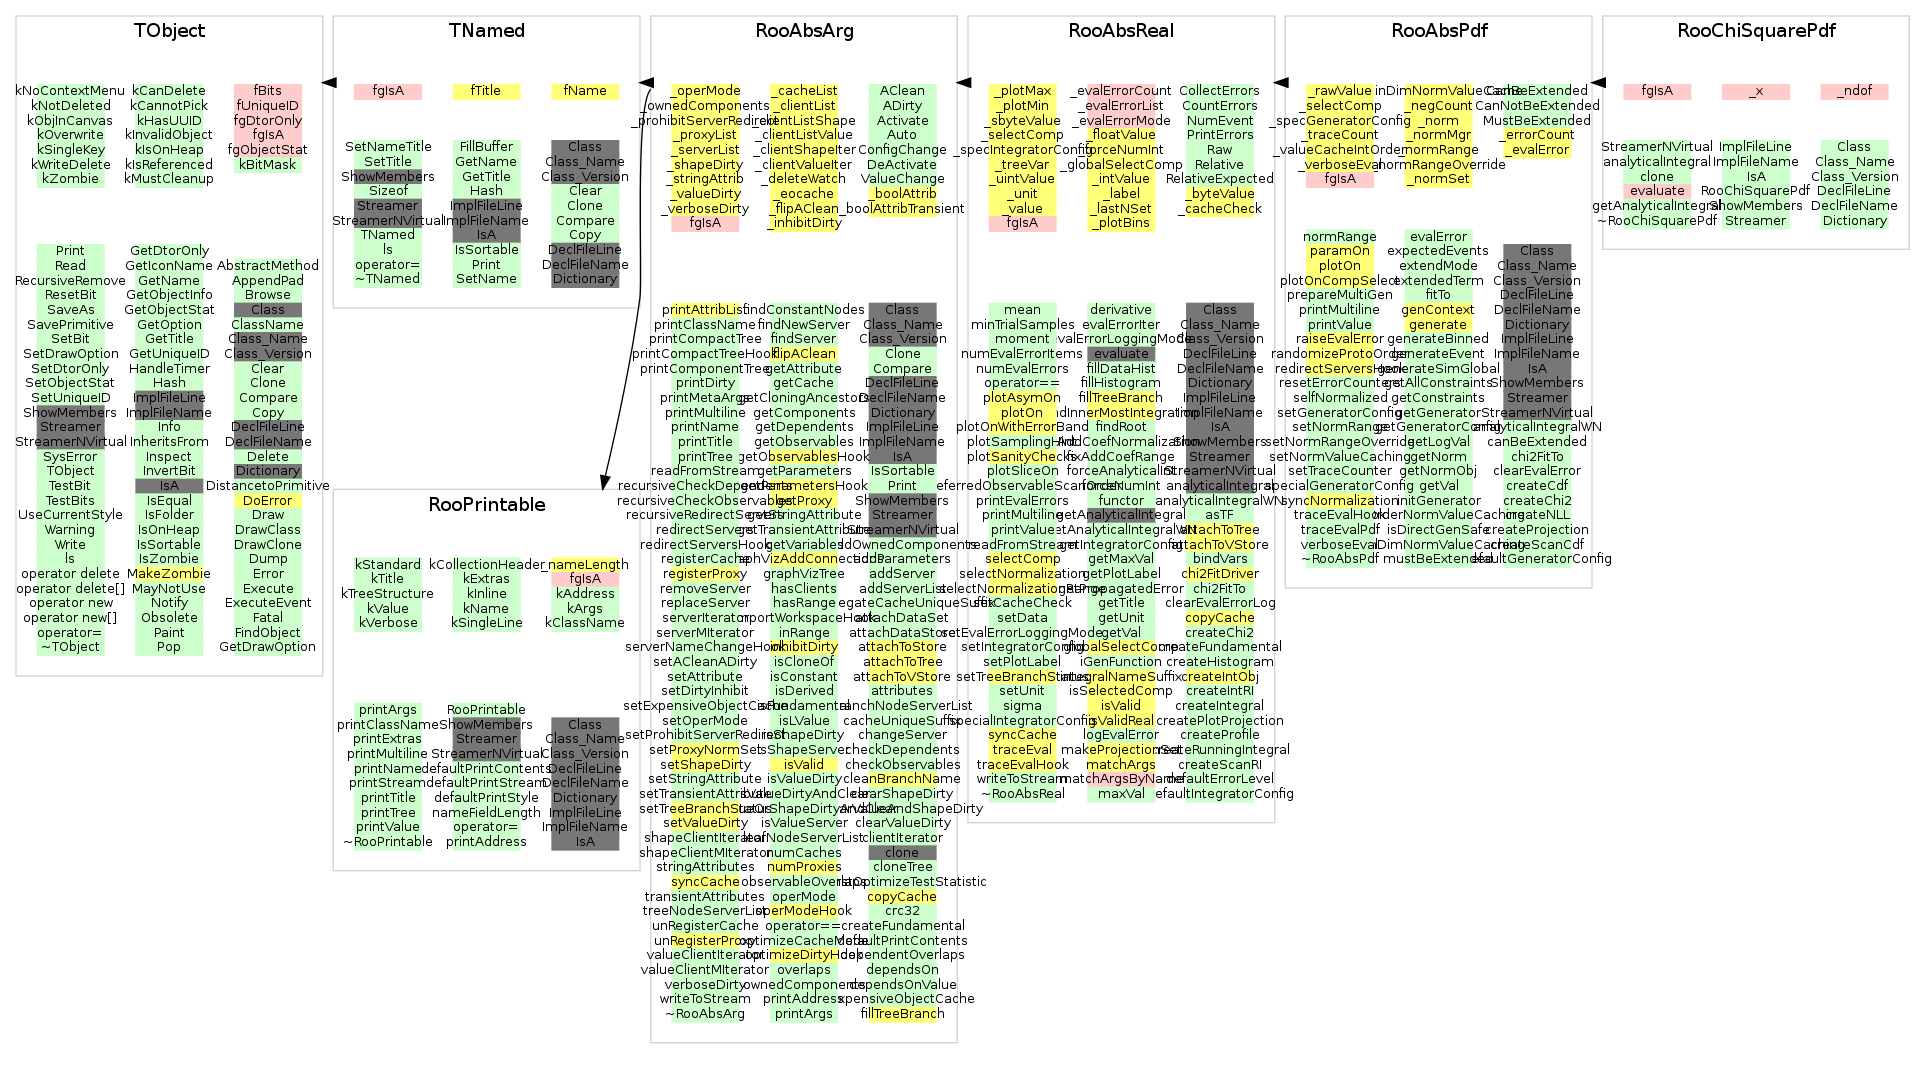 TObject
kNoContextMenu kCanDelete fBits
kNotDeleted kCannotPick fUniqueID
kObjInCanvas kHasUUID fgDtorOnly
kOverwrite kInvalidObject fgIsA
kSingleKey kIsOnHeap fgObjectStat
kWriteDelete kIsReferenced kBitMask
kZombie kMustCleanup
Print GetDtorOnly
Read GetIconName AbstractMethod
RecursiveRemove GetName AppendPad
ResetBit GetObjectInfo Browse
SaveAs GetObjectStat Class
SavePrimitive GetOption ClassName
SetBit GetTitle Class_Name
SetDrawOption GetUniqueID Class_Version
SetDtorOnly HandleTimer Clear
SetObjectStat Hash Clone
SetUniqueID ImplFileLine Compare
ShowMembers ImplFileName Copy
Streamer Info DeclFileLine
StreamerNVirtual InheritsFrom DeclFileName
SysError Inspect Delete
TObject InvertBit Dictionary
TestBit IsA DistancetoPrimitive
TestBits IsEqual DoError
UseCurrentStyle IsFolder Draw
Warning IsOnHeap DrawClass
Write IsSortable DrawClone
ls IsZombie Dump
operator delete MakeZombie Error
operator delete[] MayNotUse Execute
operator new Notify ExecuteEvent
operator new[] Obsolete Fatal
operator= Paint FindObject
~TObject Pop GetDrawOption
TNamed
fgIsA fTitle fName
SetNameTitle FillBuffer Class
SetTitle GetName Class_Name
ShowMembers GetTitle Class_Version
Sizeof Hash Clear
Streamer ImplFileLine Clone
StreamerNVirtual ImplFileName Compare
TNamed IsA Copy
ls IsSortable DeclFileLine
operator= Print DeclFileName
~TNamed SetName Dictionary
RooPrintable
kStandard kCollectionHeader _nameLength
kTitle kExtras fgIsA
kTreeStructure kInline kAddress
kValue kName kArgs
kVerbose kSingleLine kClassName
printArgs RooPrintable
printClassName ShowMembers Class
printExtras Streamer Class_Name
printMultiline StreamerNVirtual Class_Version
printName defaultPrintContents DeclFileLine
printStream defaultPrintStream DeclFileName
printTitle defaultPrintStyle Dictionary
printTree nameFieldLength ImplFileLine
printValue operator= ImplFileName
~RooPrintable printAddress IsA
RooAbsArg
_operMode _cacheList AClean
_ownedComponents _clientList ADirty
_prohibitServerRedirect _clientListShape Activate
_proxyList _clientListValue Auto
_serverList _clientShapeIter ConfigChange
_shapeDirty _clientValueIter DeActivate
_stringAttrib _deleteWatch ValueChange
_valueDirty _eocache _boolAttrib
_verboseDirty _flipAClean _boolAttribTransient
fgIsA _inhibitDirty
printAttribList findConstantNodes Class
printClassName findNewServer Class_Name
printCompactTree findServer Class_Version
printCompactTreeHook flipAClean Clone
printComponentTree getAttribute Compare
printDirty getCache DeclFileLine
printMetaArgs getCloningAncestors DeclFileName
printMultiline getComponents Dictionary
printName getDependents ImplFileLine
printTitle getObservables ImplFileName
printTree getObservablesHook IsA
readFromStream getParameters IsSortable
recursiveCheckDependents getParametersHook Print
recursiveCheckObservables getProxy ShowMembers
recursiveRedirectServers getStringAttribute Streamer
redirectServers getTransientAttribute StreamerNVirtual
redirectServersHook getVariables addOwnedComponents
registerCache graphVizAddConnections addParameters
registerProxy graphVizTree addServer
removeServer hasClients addServerList
replaceServer hasRange aggregateCacheUniqueSuffix
serverIterator importWorkspaceHook attachDataSet
serverMIterator inRange attachDataStore
serverNameChangeHook inhibitDirty attachToStore
setACleanADirty isCloneOf attachToTree
setAttribute isConstant attachToVStore
setDirtyInhibit isDerived attributes
setExpensiveObjectCache isFundamental branchNodeServerList
setOperMode isLValue cacheUniqueSuffix
setProhibitServerRedirect isShapeDirty changeServer
setProxyNormSet isShapeServer checkDependents
setShapeDirty isValid checkObservables
setStringAttribute isValueDirty cleanBranchName
setTransientAttribute isValueDirtyAndClear clearShapeDirty
setTreeBranchStatus isValueOrShapeDirtyAndClear clearValueAndShapeDirty
setValueDirty isValueServer clearValueDirty
shapeClientIterator leafNodeServerList clientIterator
shapeClientMIterator numCaches clone
stringAttributes numProxies cloneTree
syncCache observableOverlaps constOptimizeTestStatistic
transientAttributes operMode copyCache
treeNodeServerList operModeHook crc32
unRegisterCache operator== createFundamental
unRegisterProxy optimizeCacheMode defaultPrintContents
valueClientIterator optimizeDirtyHook dependentOverlaps
valueClientMIterator overlaps dependsOn
verboseDirty ownedComponents dependsOnValue
writeToStream printAddress expensiveObjectCache
~RooAbsArg printArgs fillTreeBranch
RooAbsReal
_plotMax _evalErrorCount CollectErrors
_plotMin _evalErrorList CountErrors
_sbyteValue _evalErrorMode NumEvent
_selectComp _floatValue PrintErrors
_specIntegratorConfig _forceNumInt Raw
_treeVar _globalSelectComp Relative
_uintValue _intValue RelativeExpected
_unit _label _byteValue
_value _lastNSet _cacheCheck
fgIsA _plotBins
mean derivative Class
minTrialSamples evalErrorIter Class_Name
moment evalErrorLoggingMode Class_Version
numEvalErrorItems evaluate DeclFileLine
numEvalErrors fillDataHist DeclFileName
operator== fillHistogram Dictionary
plotAsymOn fillTreeBranch ImplFileLine
plotOn findInnerMostIntegration ImplFileName
plotOnWithErrorBand findRoot IsA
plotSamplingHint fixAddCoefNormalization ShowMembers
plotSanityChecks fixAddCoefRange Streamer
plotSliceOn forceAnalyticalInt StreamerNVirtual
preferredObservableScanOrder forceNumInt analyticalIntegral
printEvalErrors functor analyticalIntegralWN
printMultiline getAnalyticalIntegral asTF
printValue getAnalyticalIntegralWN attachToTree
readFromStream getIntegratorConfig attachToVStore
selectComp getMaxVal bindVars
selectNormalization getPlotLabel chi2FitDriver
selectNormalizationRange getPropagatedError chi2FitTo
setCacheCheck getTitle clearEvalErrorLog
setData getUnit copyCache
setEvalErrorLoggingMode getVal createChi2
setIntegratorConfig globalSelectComp createFundamental
setPlotLabel iGenFunction createHistogram
setTreeBranchStatus integralNameSuffix createIntObj
setUnit isSelectedComp createIntRI
sigma isValid createIntegral
specialIntegratorConfig isValidReal createPlotProjection
syncCache logEvalError createProfile
traceEval makeProjectionSet createRunningIntegral
traceEvalHook matchArgs createScanRI
writeToStream matchArgsByName defaultErrorLevel
~RooAbsReal maxVal defaultIntegratorConfig
RooAbsPdf
_rawValue _minDimNormValueCache CanBeExtended
_selectComp _negCount CanNotBeExtended
_specGeneratorConfig _norm MustBeExtended
_traceCount _normMgr _errorCount
_valueCacheIntOrder _normRange _evalError
_verboseEval _normRangeOverride
fgIsA _normSet
normRange evalError
paramOn expectedEvents Class
plotOn extendMode Class_Name
plotOnCompSelect extendedTerm Class_Version
prepareMultiGen fitTo DeclFileLine
printMultiline genContext DeclFileName
printValue generate Dictionary
raiseEvalError generateBinned ImplFileLine
randomizeProtoOrder generateEvent ImplFileName
redirectServersHook generateSimGlobal IsA
resetErrorCounters getAllConstraints ShowMembers
selfNormalized getConstraints Streamer
setGeneratorConfig getGenerator StreamerNVirtual
setNormRange getGeneratorConfig analyticalIntegralWN
setNormRangeOverride getLogVal canBeExtended
setNormValueCaching getNorm chi2FitTo
setTraceCounter getNormObj clearEvalError
specialGeneratorConfig getVal createCdf
syncNormalization initGenerator createChi2
traceEvalHook createNLL
traceEvalPdf isDirectGenSafe createProjection
verboseEval createScanCdf
~RooAbsPdf mustBeExtended defaultGeneratorConfig
RooChiSquarePdf
fgIsA _x _ndof
StreamerNVirtual ImplFileLine Class
analyticalIntegral ImplFileName Class_Name
clone IsA Class_Version
evaluate RooChiSquarePdf DeclFileLine
getAnalyticalIntegral ShowMembers DeclFileName
~RooChiSquarePdf Streamer Dictionary